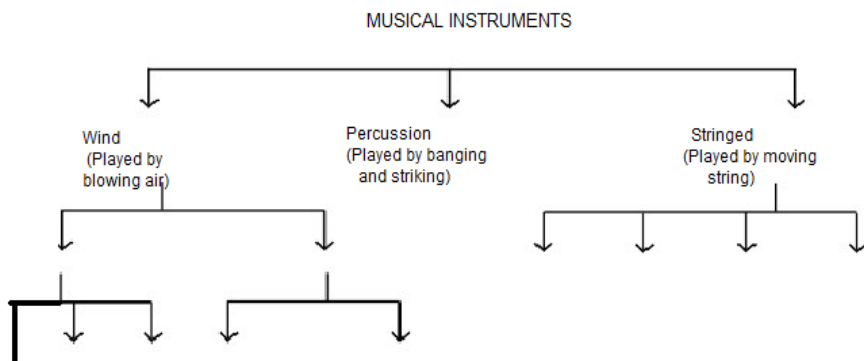 MUSICAL INSTRUMENTS
Wind
(Played by
blowing air)
Percussion
(Played by banging
and striking)
Stringed
(Played by moving
string)